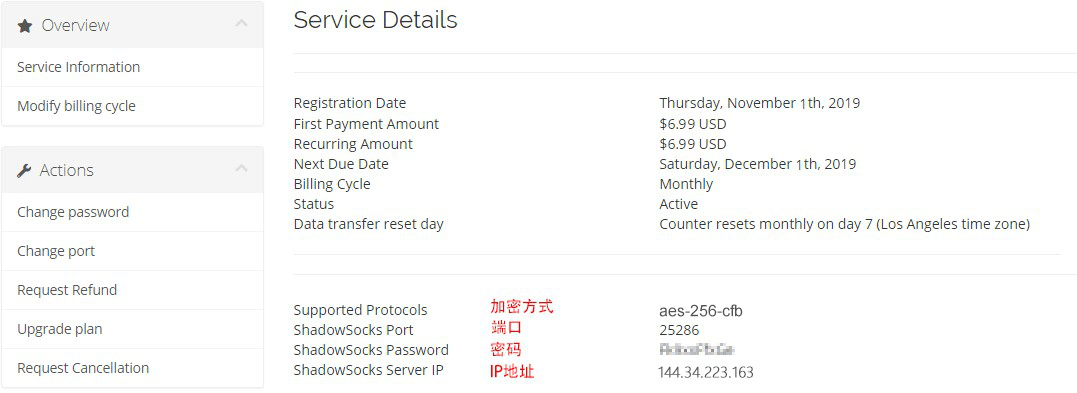 Overview
Service Information
Modify billing cycle
Actions
Change password
Change port
Request Refund
Upgrade plan
Request Cancellation
Service Details
Registration Date Thursday, November 1th, 2019
First Payment Amount $6.99 USD
Recurring Amount $6.99 USD
Next Due Date Saturday, December 1th, 2019
Billing Cycle Monthly
Status Active
Data transfer reset day Counter resets monthly on day 7 (Los Angeles time zone)
Supported Protocols 加密方式 aes-256-cfb
ShadowSocks Port 端口 25286
ShadowSocks Password 密码
ShadowSocks Server IP IP地址 144.34.223.163